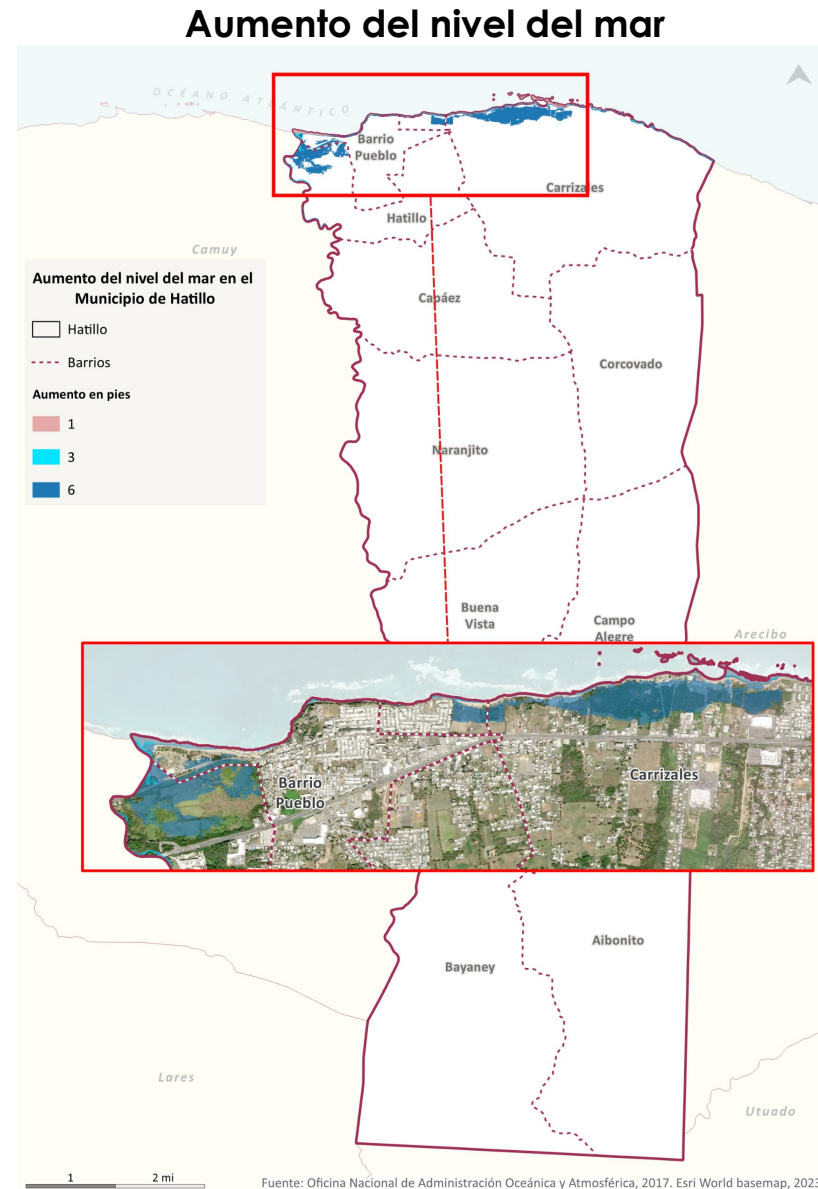 Aumento del nivel del mar
OCÉANO ATLÁNTICO
Barrio
Pueblo
Carrizales
Hatillo
Camuy
Aumento del nivel del mar en el
Municipio de Hatillo
Hatillo
Barrios
Aumento en pies
1
3
6
Capáez
Corcovado
Naranjito
Buena
Vista
Campo
Alegre
Arecibo
Barrio
Pueblo
Carrizales
Aibonito
Bayaney
Lares
Utuado
1 2 mi
Fuente: Oficina Nacional de Administración Oceánica y Atmosférica, 2017. Esri World basemap, 2023